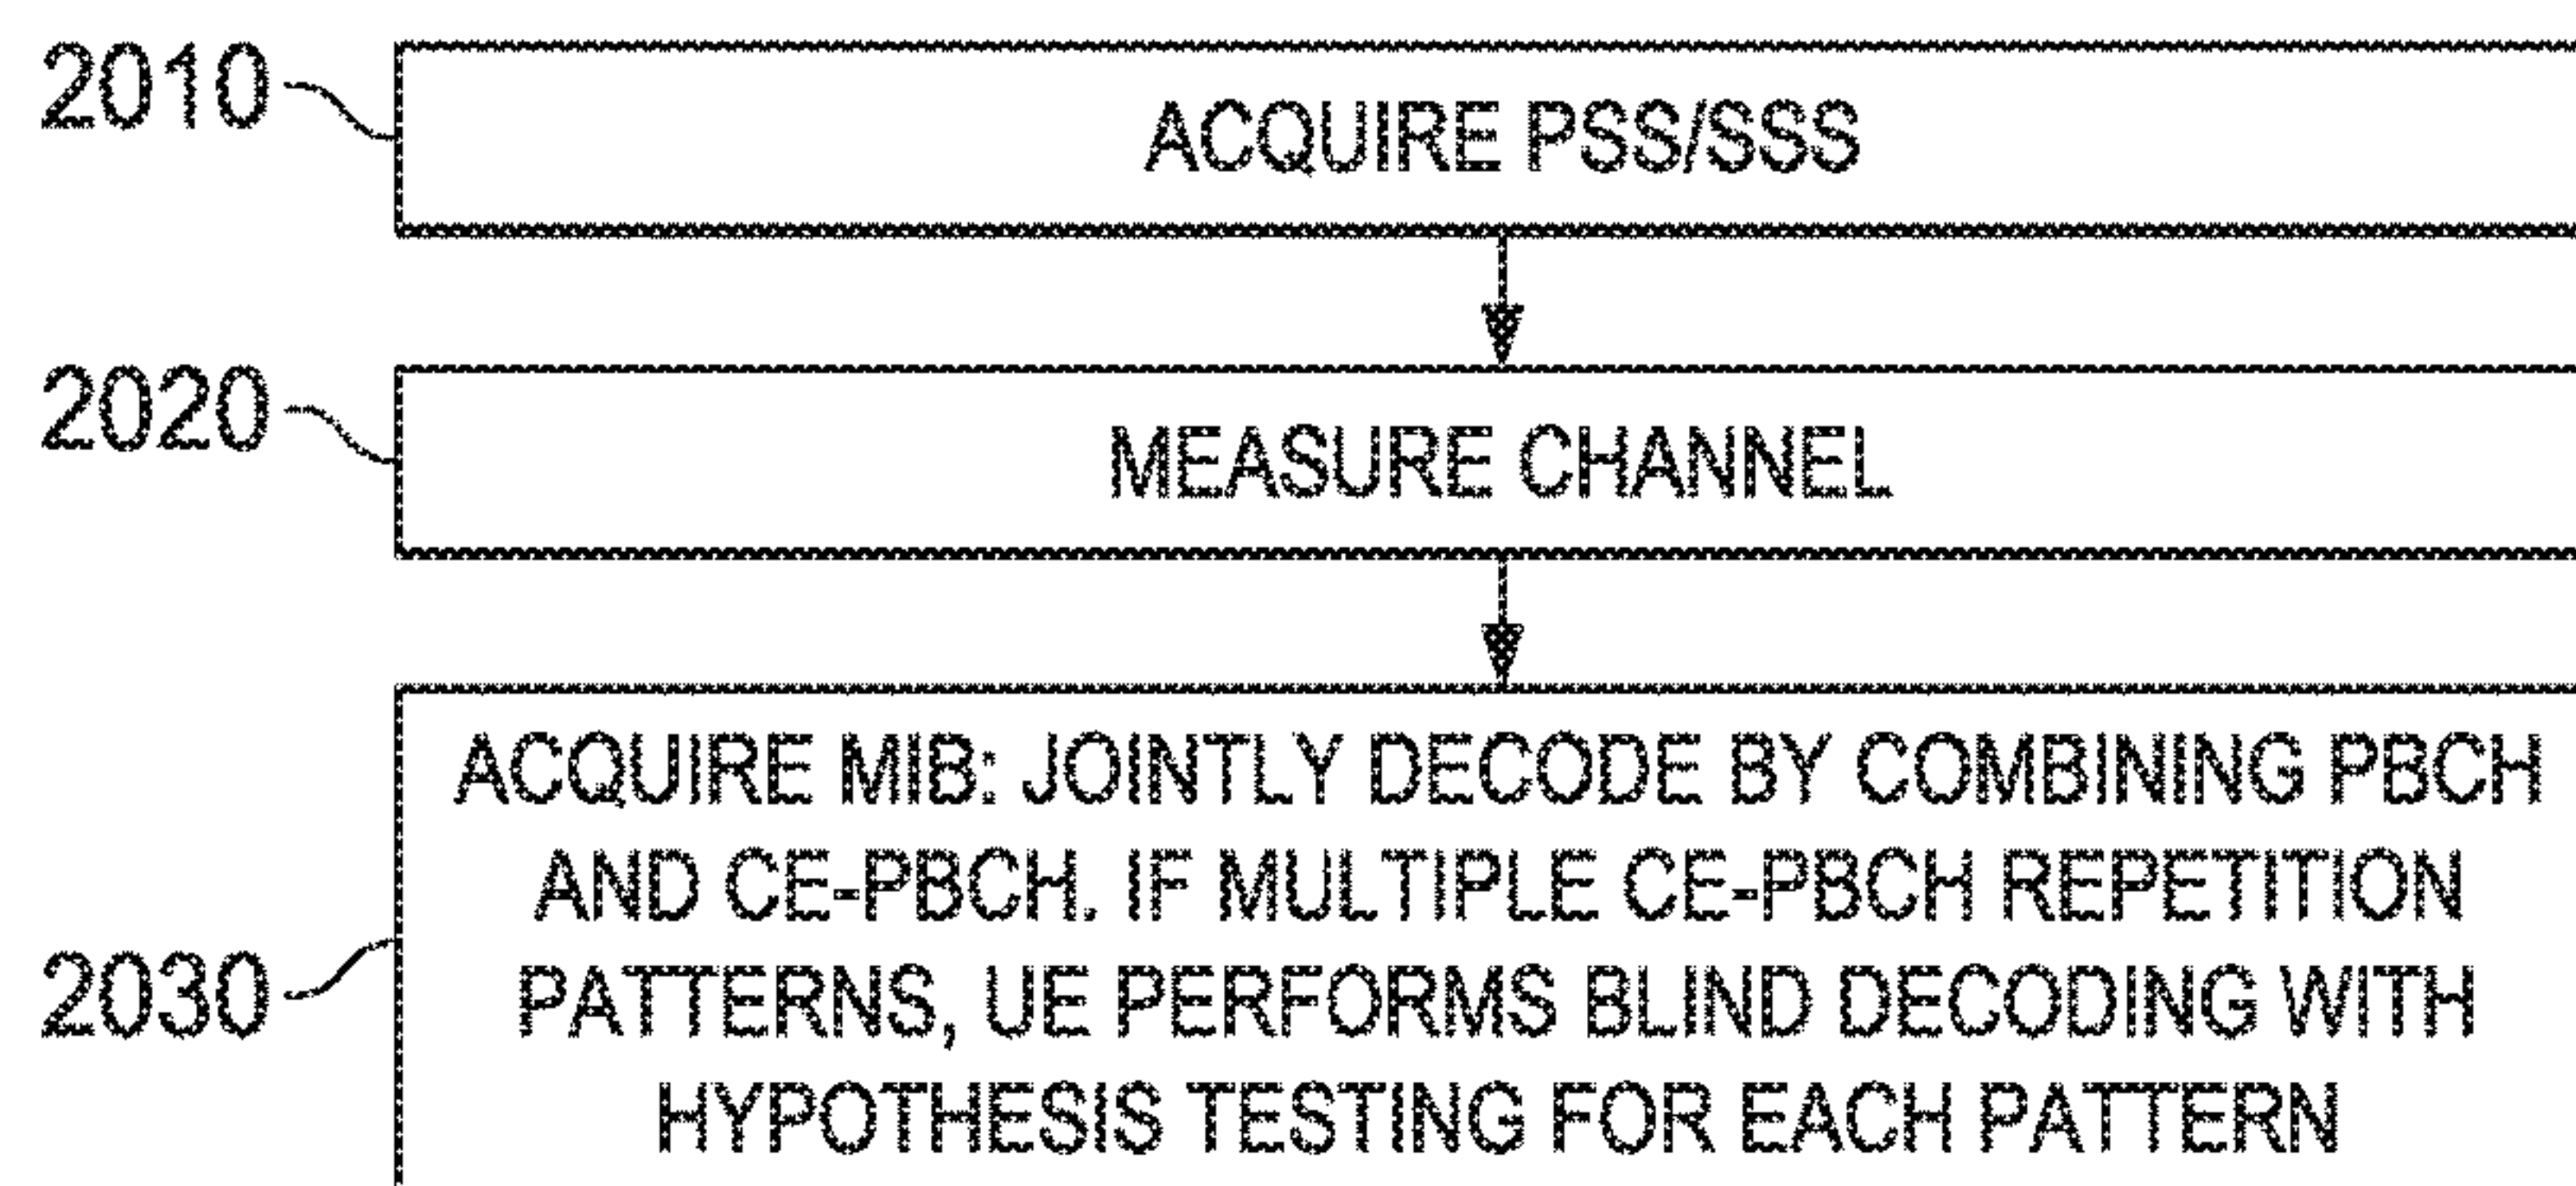 2010
ACQUIRE PSS/SSS
2020
MEASURE CHANNEL
2030
ACQUIRE MIB: JOINTLY DECODE BY COMBINING PBCH
AND CE-PBCH. IF MULTIPLE CE-PBCH REPETITION
PATTERNS, UE PERFORMS BLIND DECODING WITH
HYPOTHESIS TESTING FOR EACH PATTERN